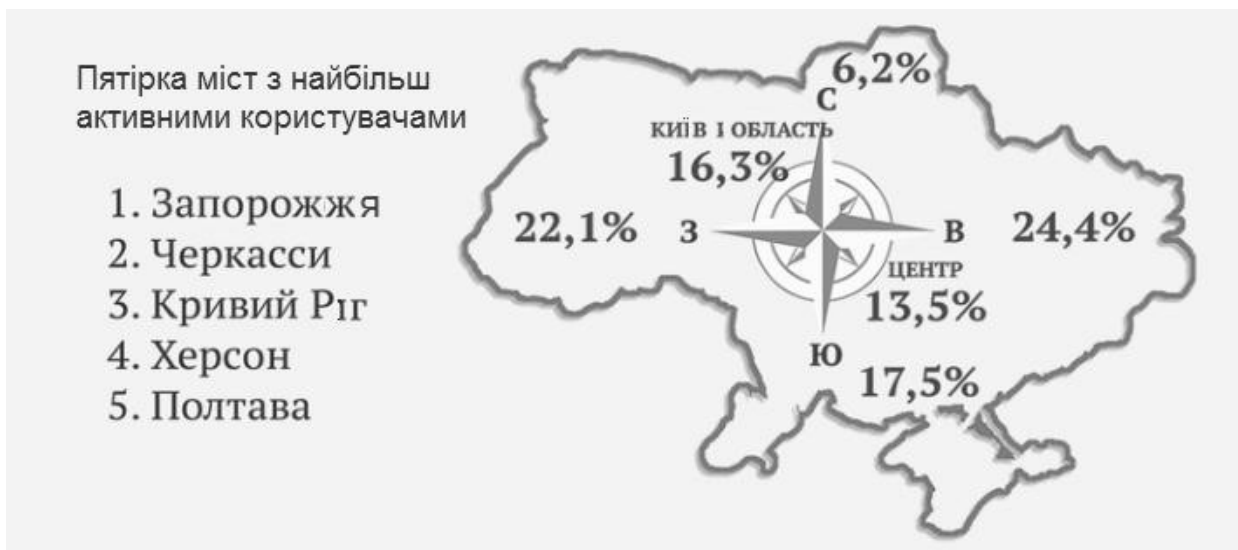 Пятірка міст з найбільш
активними користувачами
1. Запорожжя
2. Черкасси
3. Кривий Ріг
4. Херсон
5. Полтава
6,2%
С
КИЇВ І ОБЛАСТЬ
16,3%
22,1%
З
В
24,4%
ЦЕНТР
13,5%
Ю
17,5%